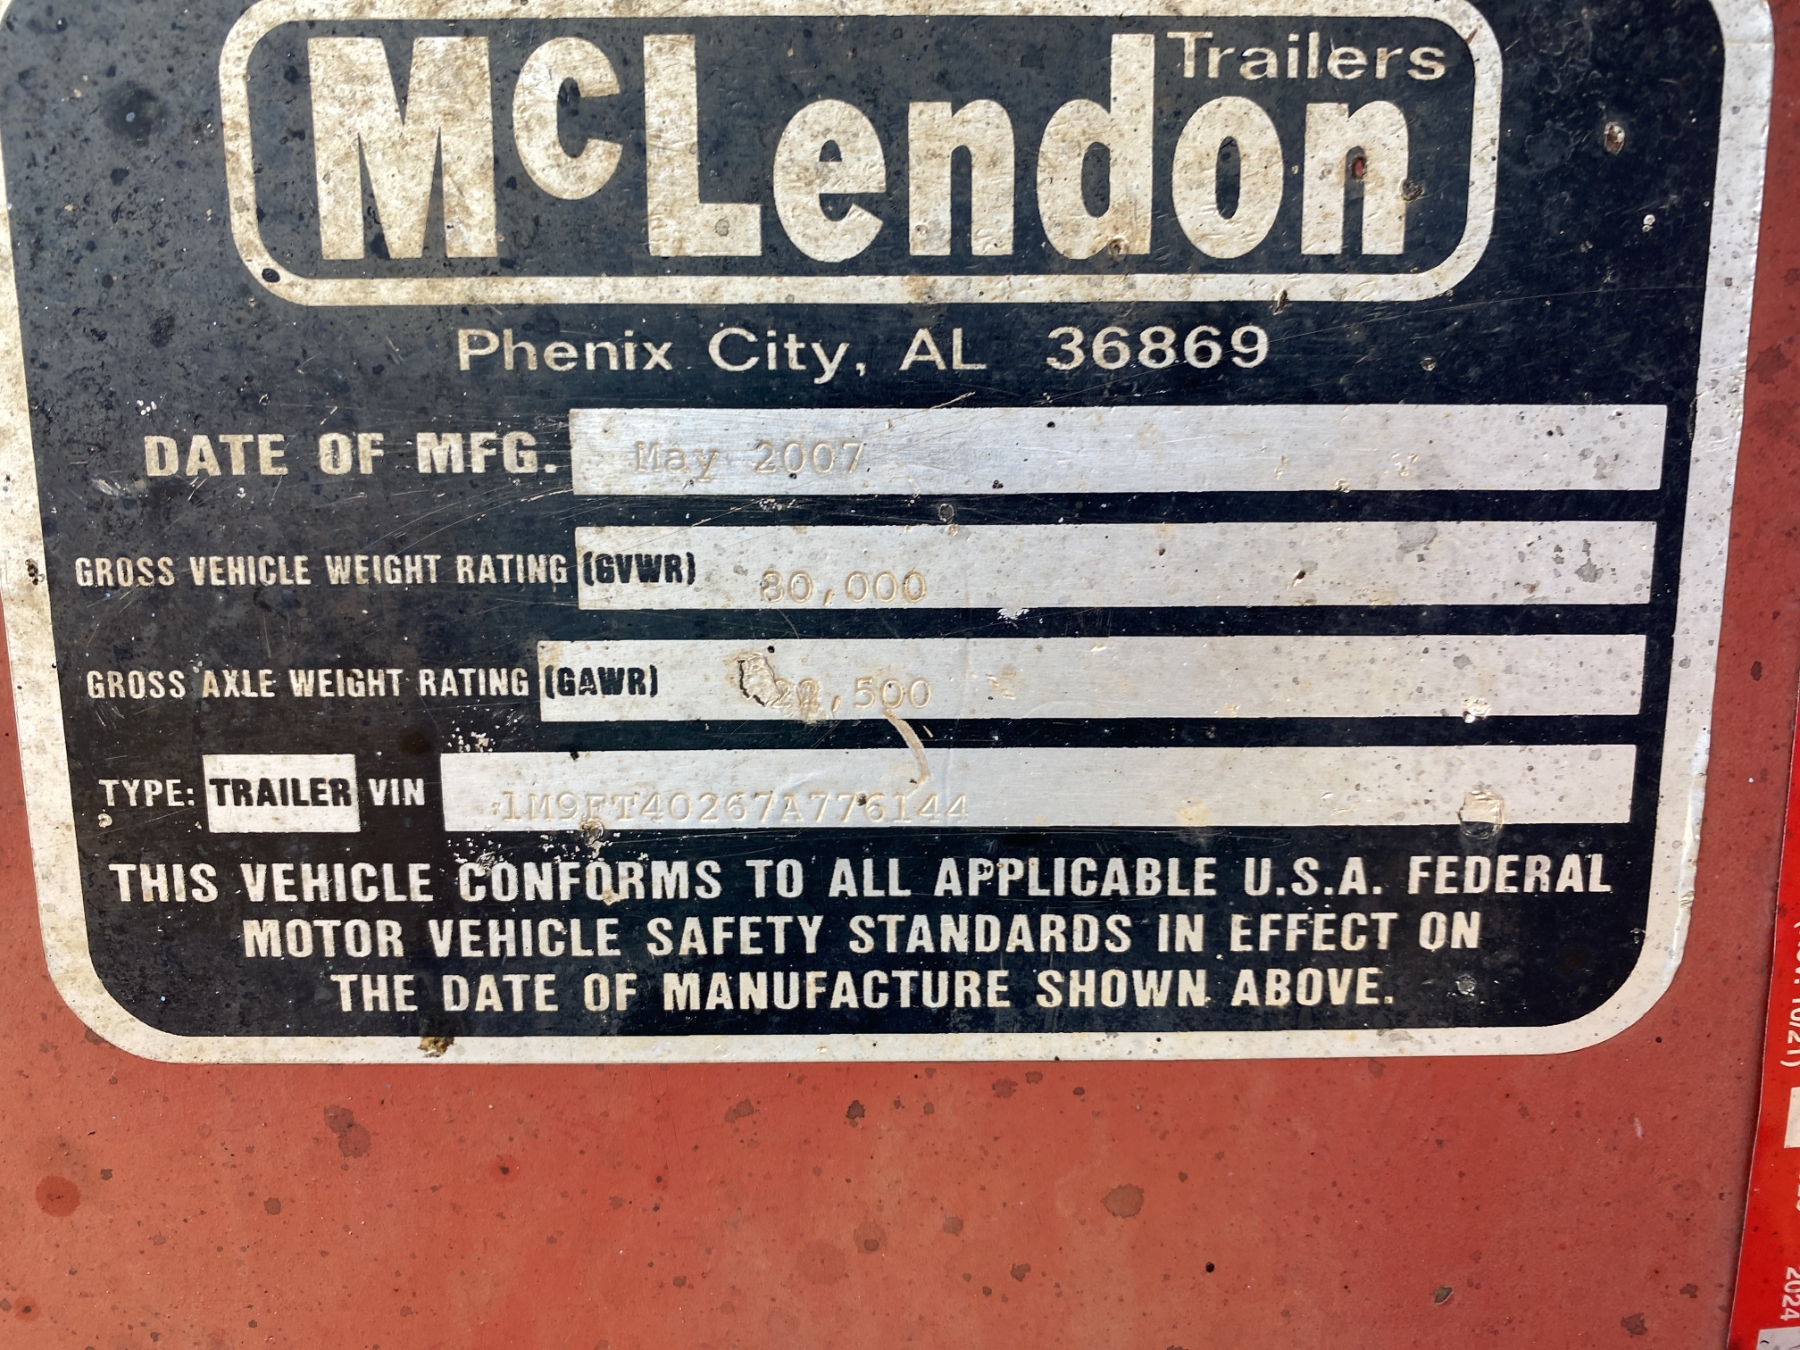 McLendon Trailers
Phenix City, AL 36869
DATE OF MFG. May 2007
GROSS VEHICLE WEIGHT RATING (GVWR) 80,000
GROSS AXLE WEIGHT RATING (GAWR)
TYPE: TRAILER VIN 1M9FT40267A776144
THIS VEHICLE CONFORMS TO ALL APPLICABLE U.S.A. FEDERAL
MOTOR VEHICLE SAFETY STANDARDS IN EFFECT ON
THE DATE OF MANUFACTURE SHOWN ABOVE.
2024